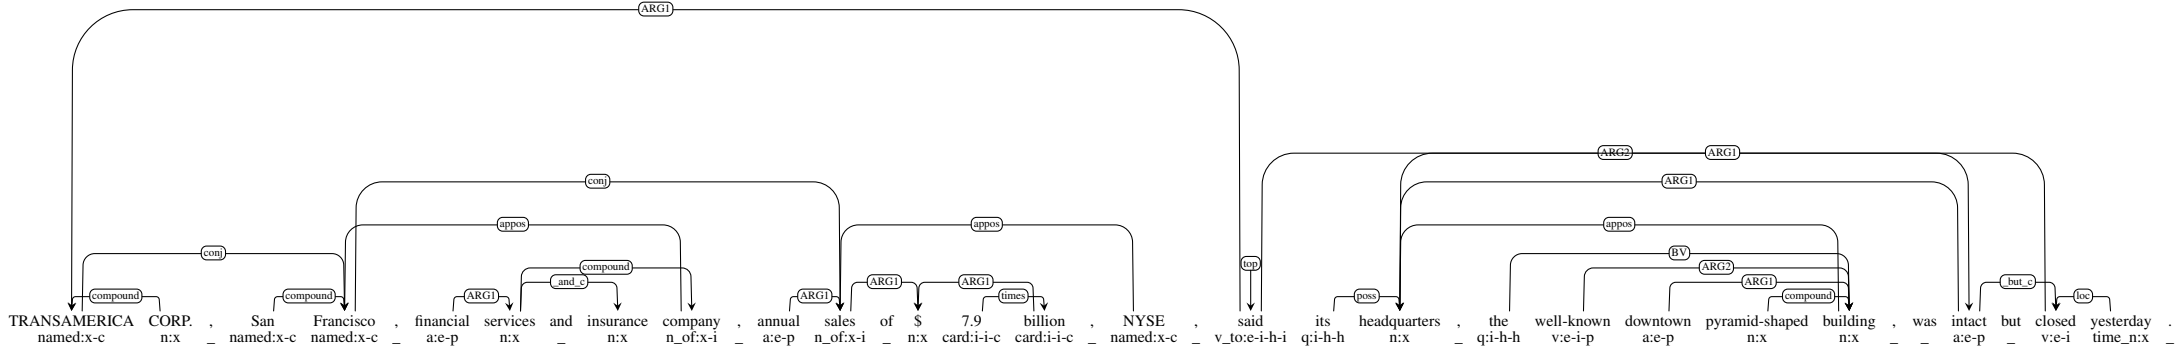 ARG1
ARG2 ARG1
conj ARG1
appos appos appos
conj BV
top
compound ARG2
_and_c ARG1 _but_c
compound compound ARG1 ARG1 ARG1 ARG1 times poss compound loc
TRANSAMERICA CORP. , San Francisco , financial services and insurance company , annual sales of $ 7.9 billion , NYSE , said its headquarters , the well-known downtown pyramid-shaped building , was intact but closed yesterday .
named:x-c n:x _ named:x-c named:x-c _ a:e-p n:x _ n:x n_of:x-i _ a:e-p n_of:x-i _ n:x card:i-i-c card:i-i-c _ named:x-c _ v_to:e-i-h-i q:i-h-h n:x _ q:i-h-h v:e-i-p a:e-p n:x n:x _ _ a:e-p _ v:e-i time_n:x _